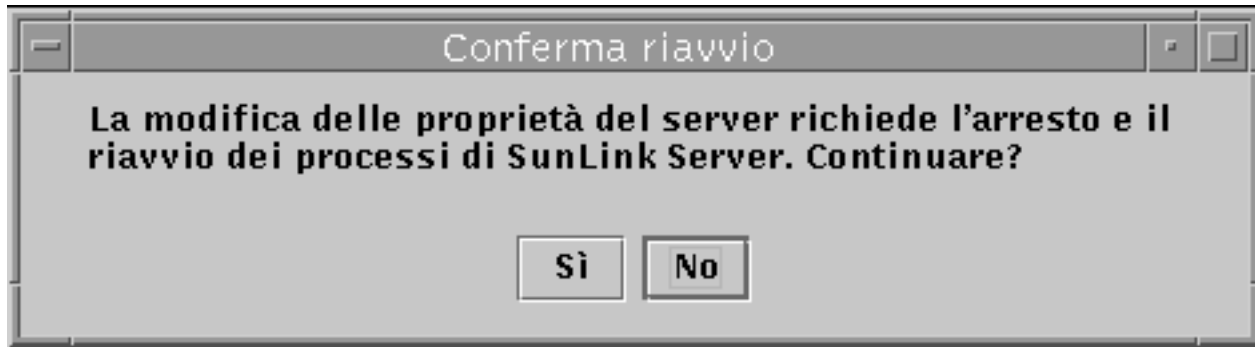 Conferma riavvio
La modifica delle proprietà del server richiede l'arresto e il
riavvio dei processi di SunLink Server. Continuare?
Sì No